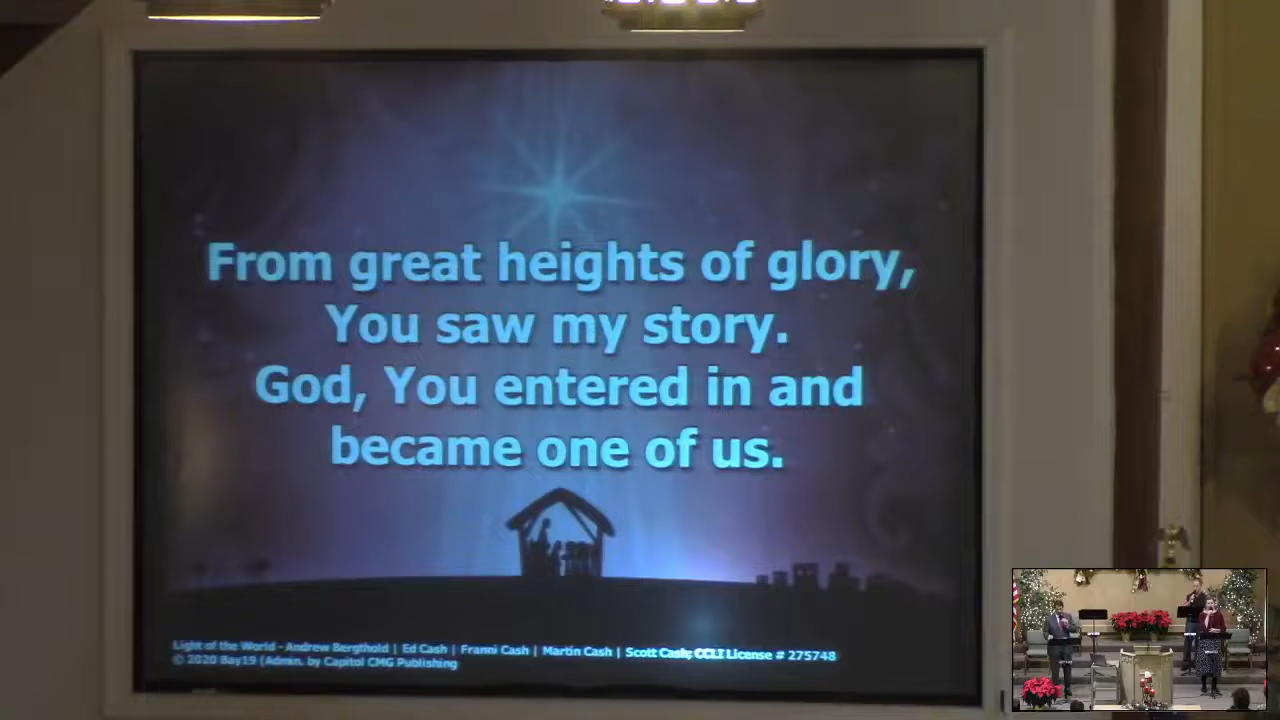 From great heights of glory,
You saw my story.
God, You entered in and
became one of us.
Light of the World - Andrew Bergthold | Ed Cash | Franni Cash | Martin Cash | Scott Cash; CCLI License # 275748
© 2020 Bay19 (Admin. by Capitol CMG Publishing